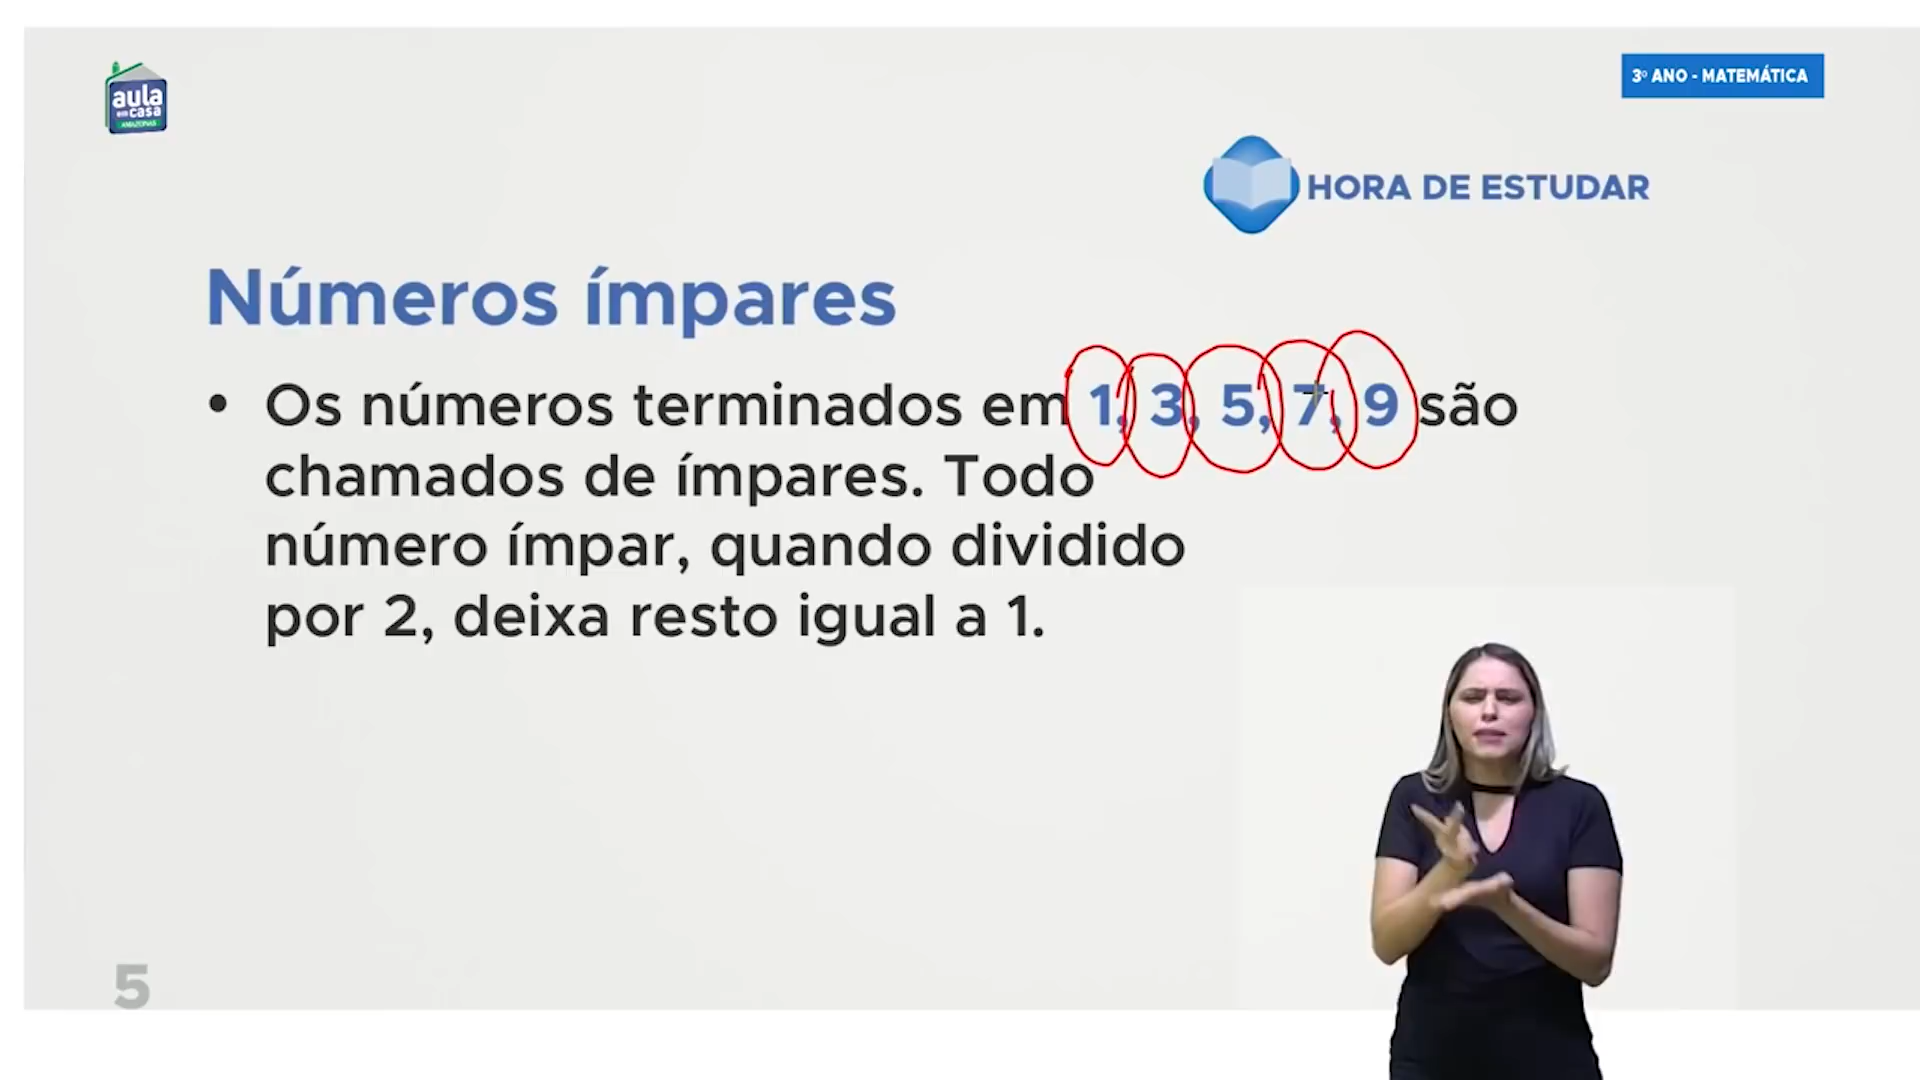 aula
em casa
AMAZONAS
3º ANO - MATEMÁTICA
HORA DE ESTUDAR
Números ímpares
• Os números terminados em 1, 3, 5, 7, 9 são
chamados de ímpares. Todo
número ímpar, quando dividido
por 2, deixa resto igual a 1.
5